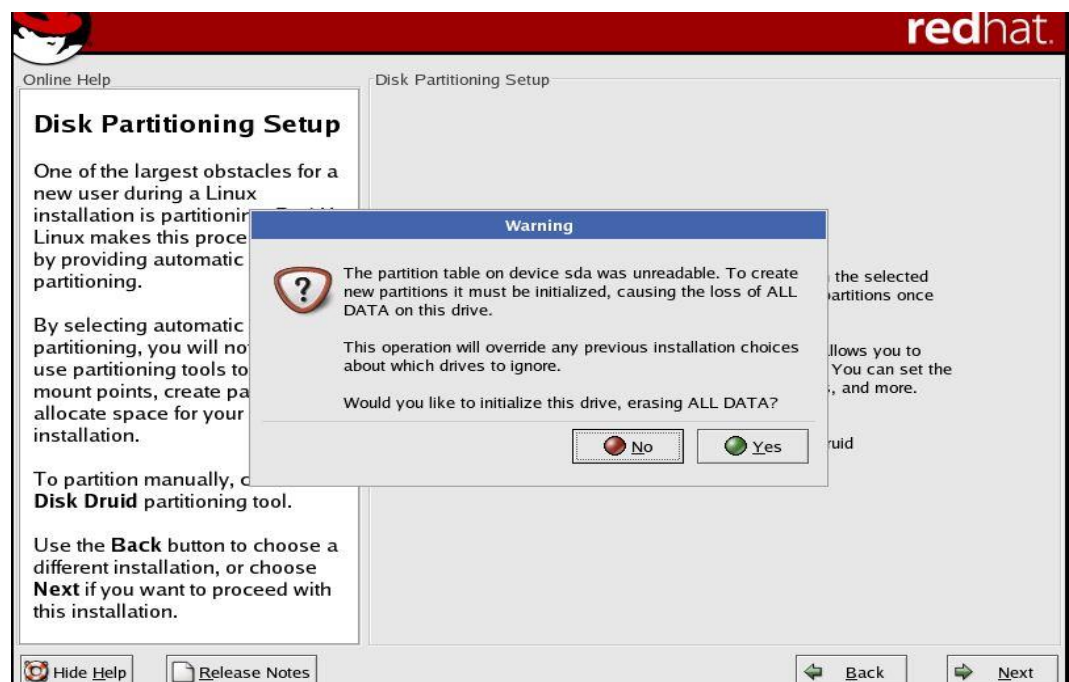 redhat.
Online Help
Disk Partitioning Setup
Disk Partitioning Setup
One of the largest obstacles for a
new user during a Linux
installation is
Linux makes this
by providing automatic
partitioning.
By selecting automatic
partitioning, you will
use partitioning tools to
mount points, create
allocate space for your
installation.
To partition manually,
Disk Druid partitioning tool.
Use the Back button to choose a
different installation, or choose
Next if you want to proceed with
this installation.
Warning
The partition table on device sda was unreadable. To create
new partitions it must be initialized, causing the loss of ALL
DATA on this drive.
This operation will override any previous installation choices
about which drives to ignore.
Would you like to initialize this drive, erasing ALL DATA?
No
Yes
the selected
once
you to
You can set the
, and more.
Hide Help
Release Notes
Back
Next